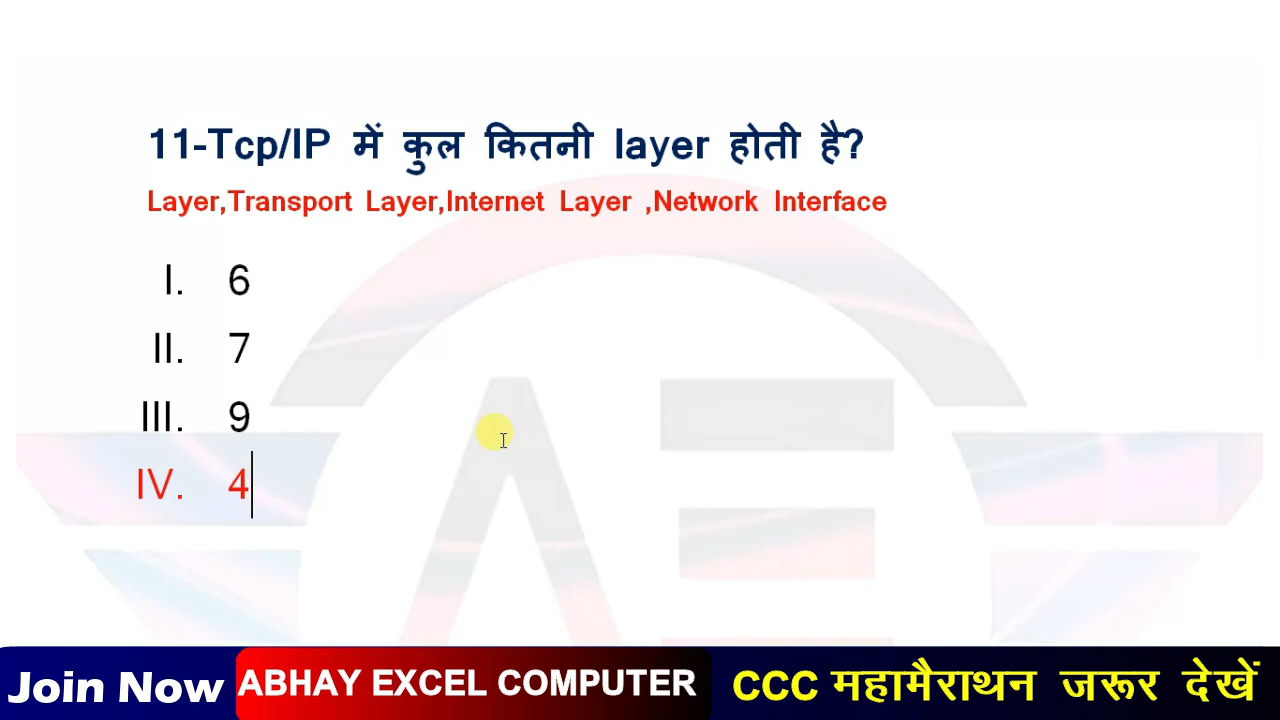 11-Tcp/IP में कुल कितनी layer होती है?
Layer,Transport Layer,Internet Layer ,Network Interface
I. 6
II. 7
III. 9
IV. 4
AE
Join Now ABHAY EXCEL COMPUTER CCC महामैराथन जरूर देखें